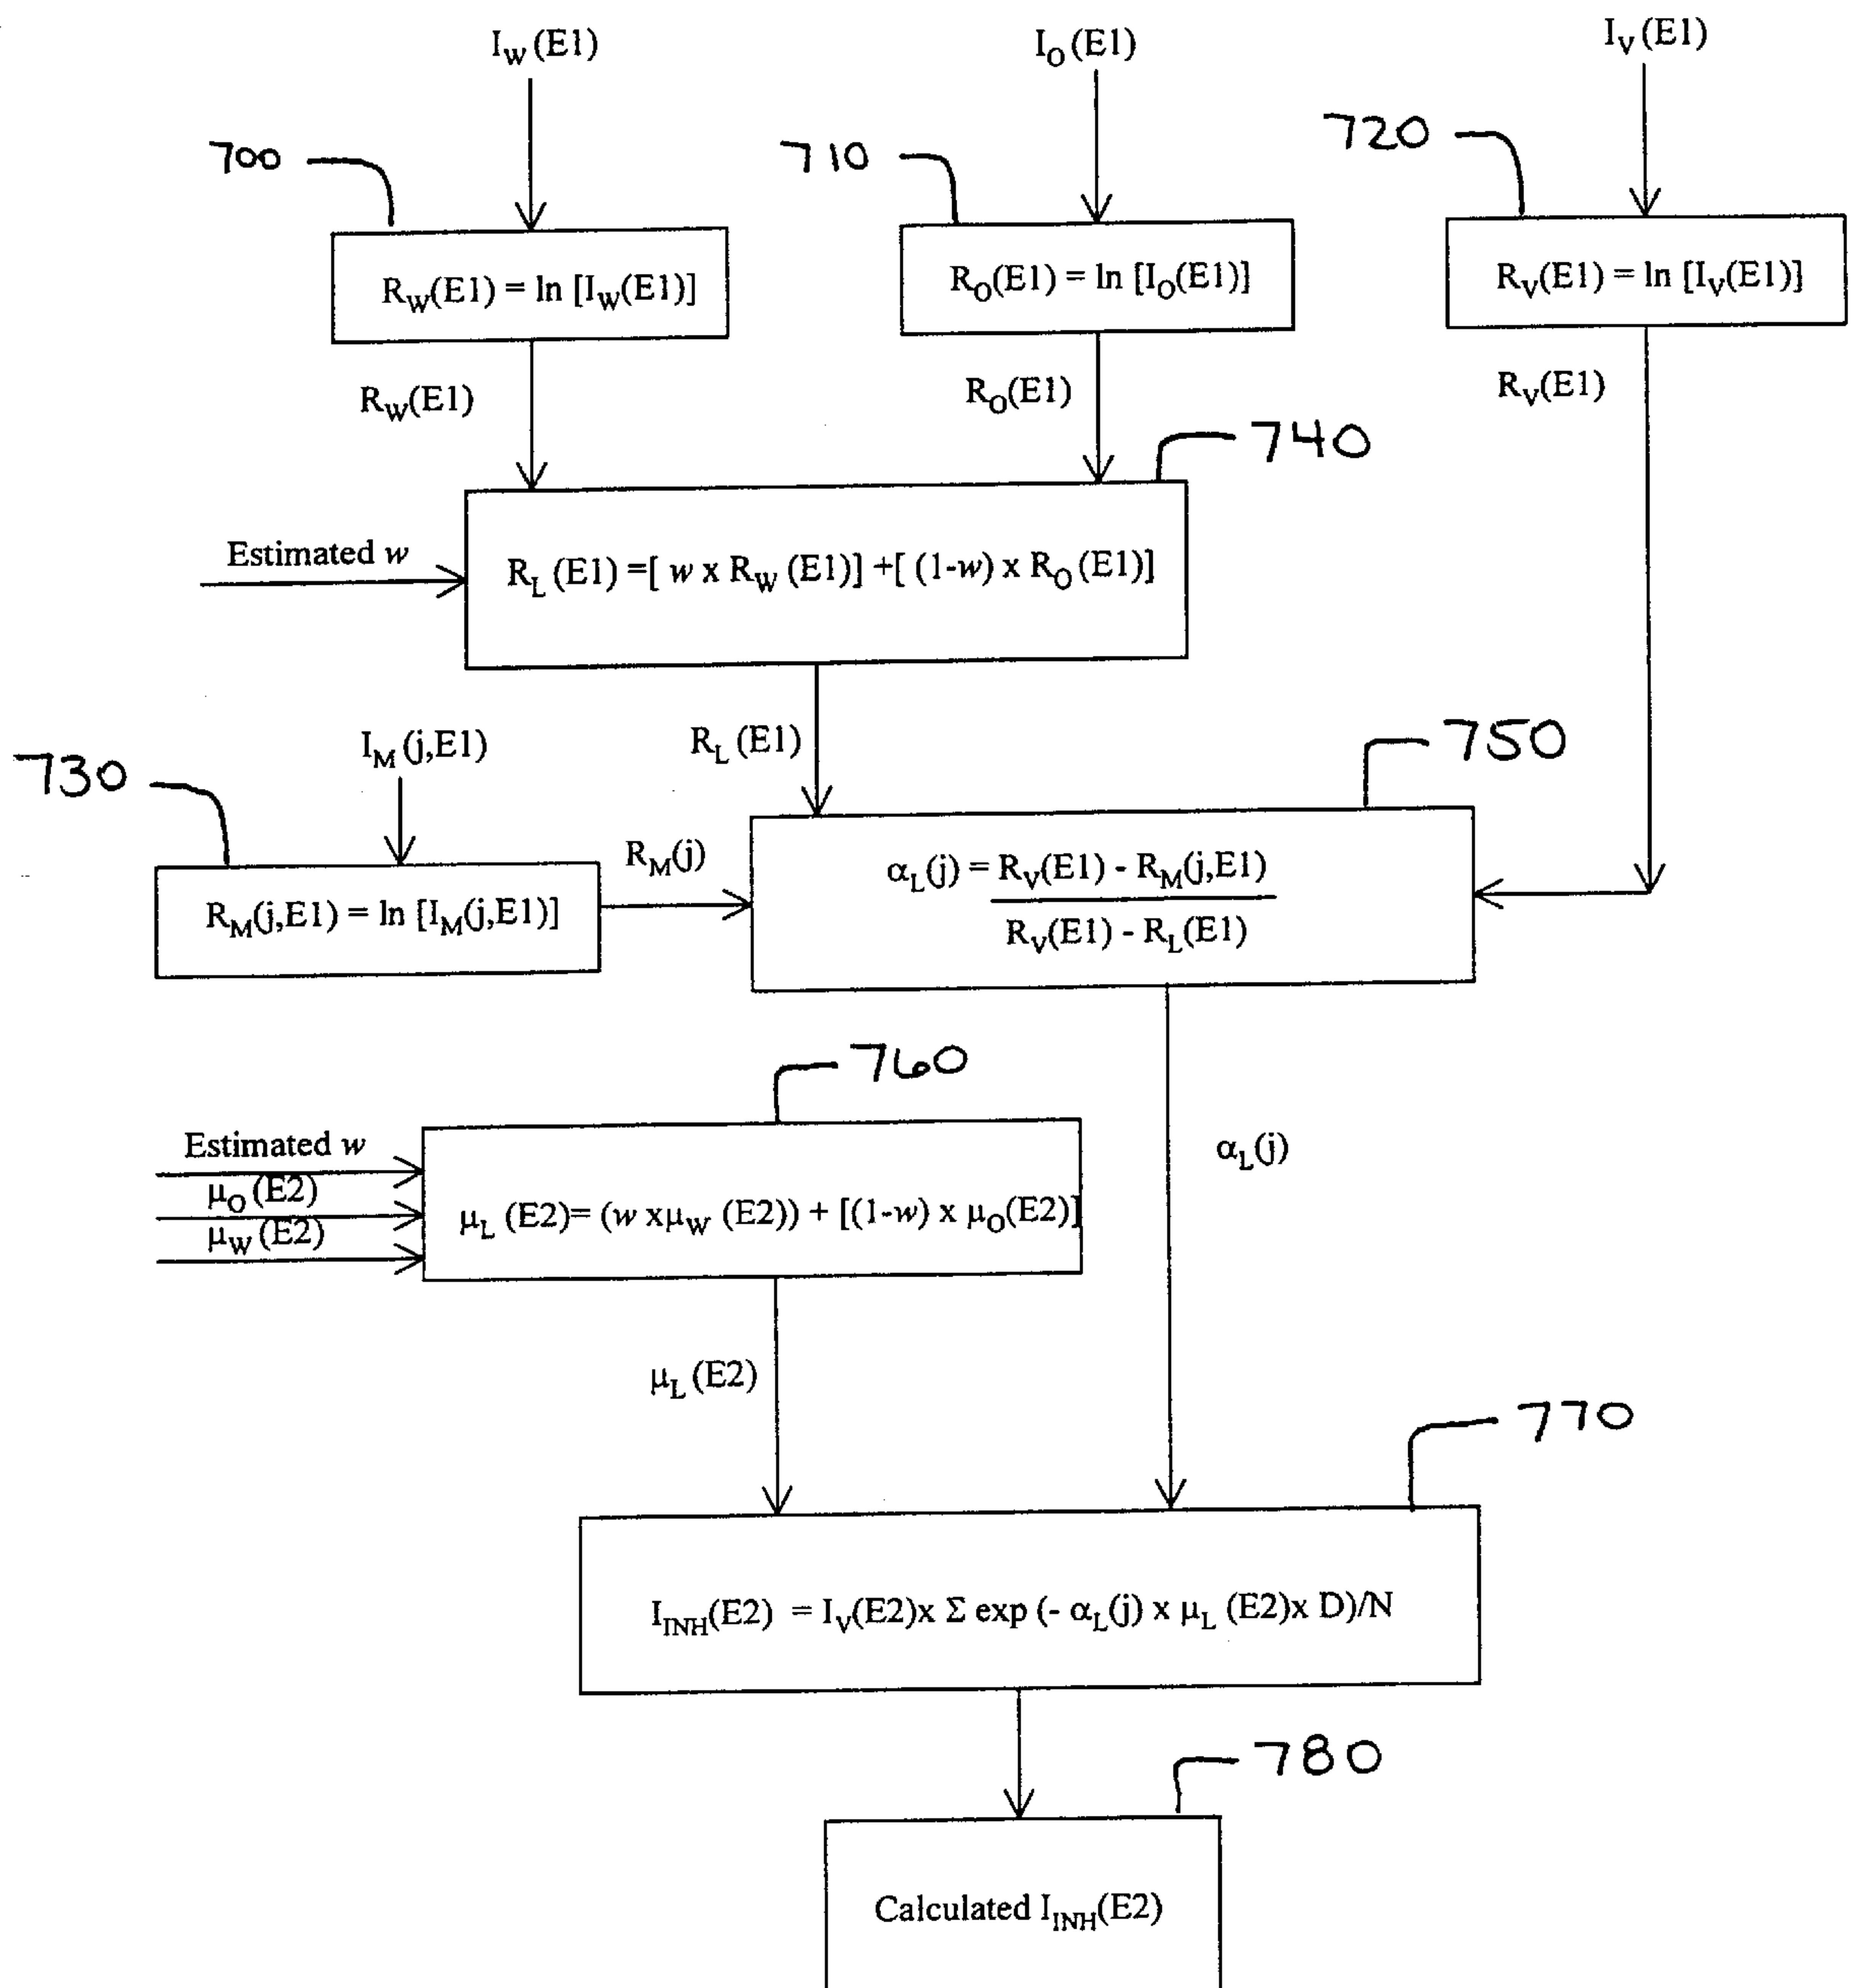 I_W(E1)
I_O(E1)
I_V(E1)
700
710
720
R_W(E1) = ln [I_W(E1)]
R_O(E1) = ln [I_O(E1)]
R_V(E1) = ln [I_V(E1)]
R_W(E1)
R_O(E1)
R_V(E1)
740
Estimated w
R_L (E1) =[ w x R_W (E1)] +[ (1-w) x R_O (E1)]
730
I_M (j,E1)
R_L (E1)
750
R_M(j,E1) = ln [I_M(j,E1)]
R_M(j)
α_L(j) = R_V(E1) - R_M(j,E1)
R_V(E1) - R_L(E1)
760
Estimated w
μ_O (E2)
μ_W (E2)
μ_L (E2)= (w xμ_W (E2)) + [(1-w) x μ_O(E2)]
α_L(j)
μ_L (E2)
770
I_INH(E2) = I_V(E2)x Σ exp (- α_L(j) x μ_L (E2)x D)/N
780
Calculated I_INH(E2)